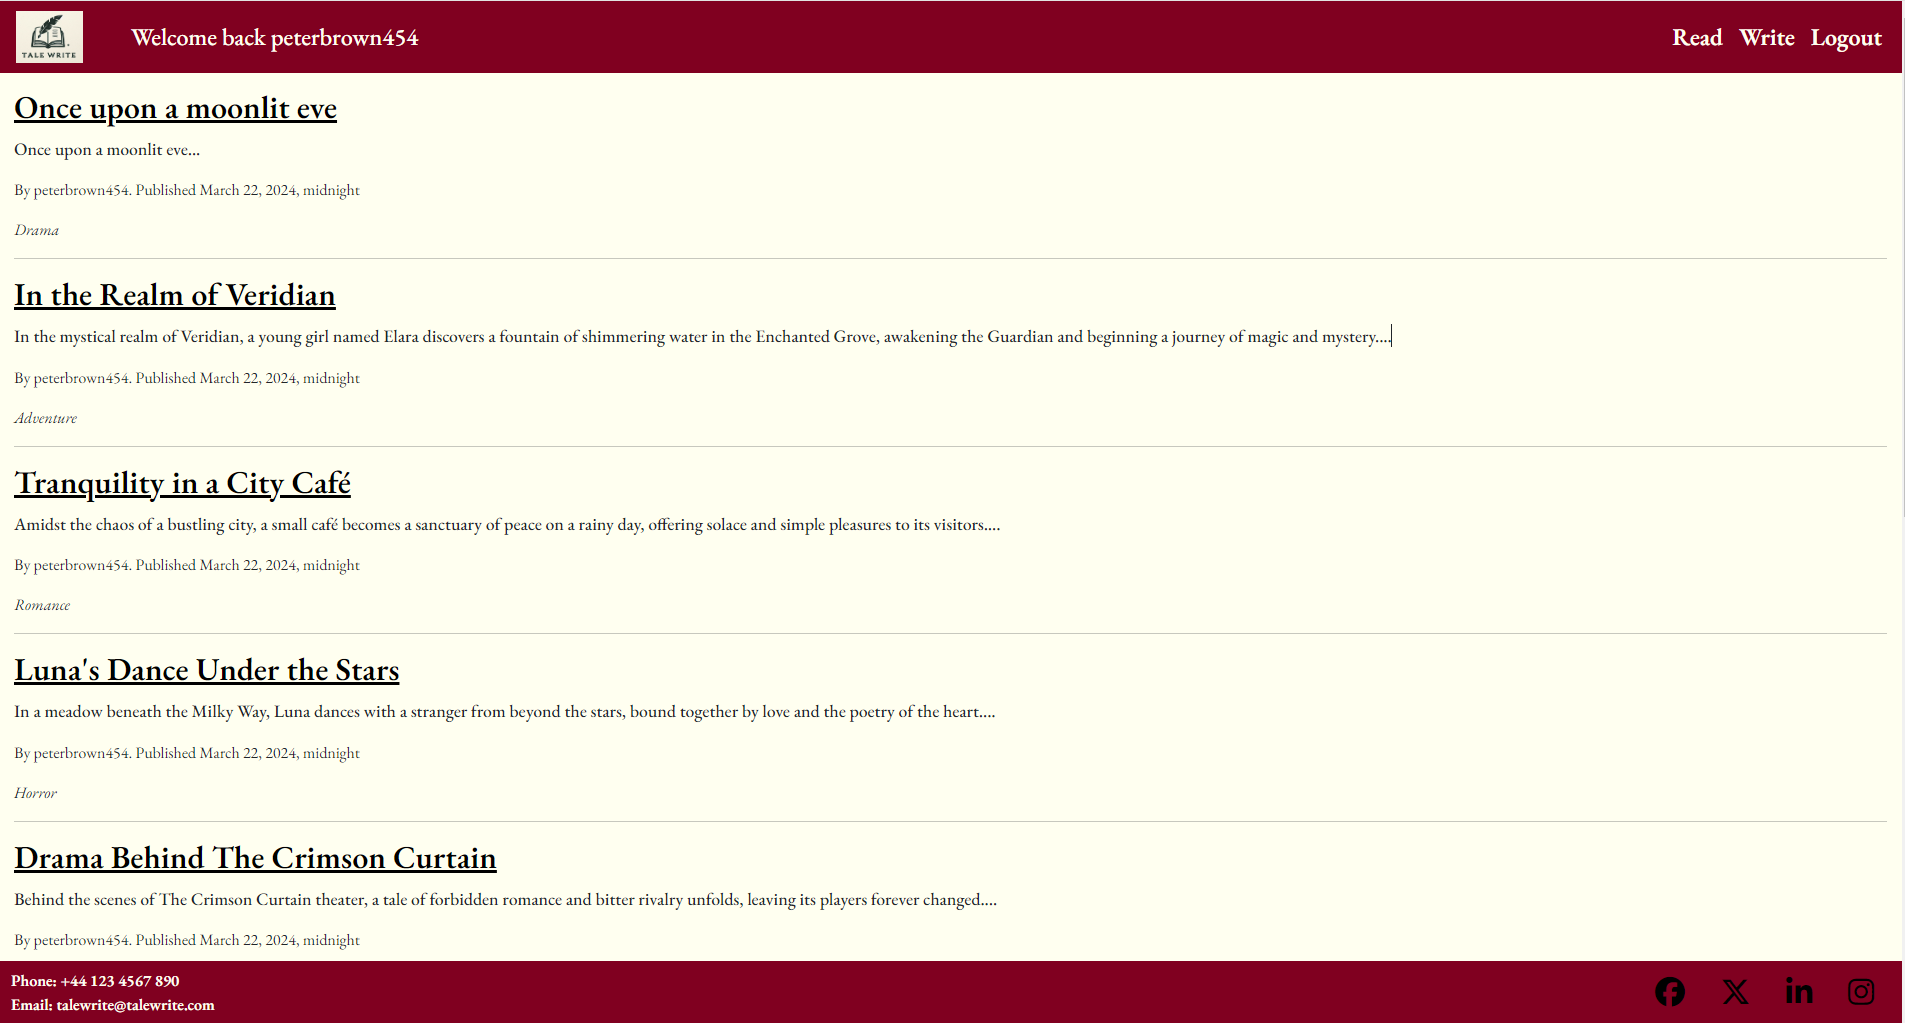 TALE WRITE
Welcome back peterbrown454
Read Write Logout
Once upon a moonlit eve
Once upon a moonlit eve...
By peterbrown454. Published March 22, 2024, midnight
Drama
In the Realm of Veridian
In the mystical realm of Veridian, a young girl named Elara discovers a fountain of shimmering water in the Enchanted Grove, awakening the Guardian and beginning a journey of magic and mystery....
By peterbrown454. Published March 22, 2024, midnight
Adventure
Tranquility in a City Café
Amidst the chaos of a bustling city, a small café becomes a sanctuary of peace on a rainy day, offering solace and simple pleasures to its visitors....
By peterbrown454. Published March 22, 2024, midnight
Romance
Luna's Dance Under the Stars
In a meadow beneath the Milky Way, Luna dances with a stranger from beyond the stars, bound together by love and the poetry of the heart....
By peterbrown454. Published March 22, 2024, midnight
Horror
Drama Behind The Crimson Curtain
Behind the scenes of The Crimson Curtain theater, a tale of forbidden romance and bitter rivalry unfolds, leaving its players forever changed....
By peterbrown454. Published March 22, 2024, midnight
Phone: +44 123 4567 890
Email: talewrite@talewrite.com